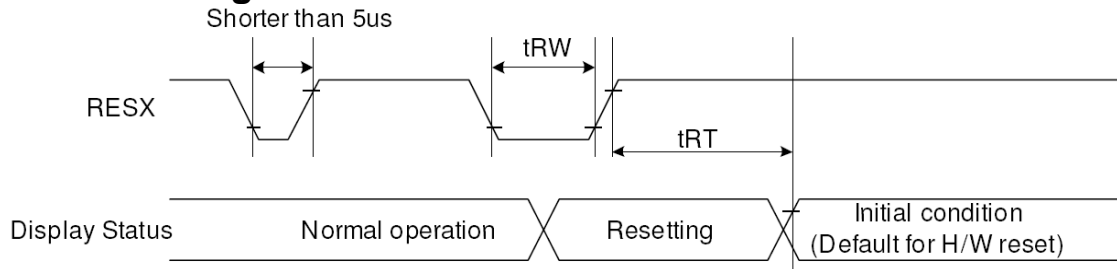 Shorter than 5us
tRW
RESX
tRT
Display Status
Normal operation
Resetting
Initial condition
(Default for H/W reset)